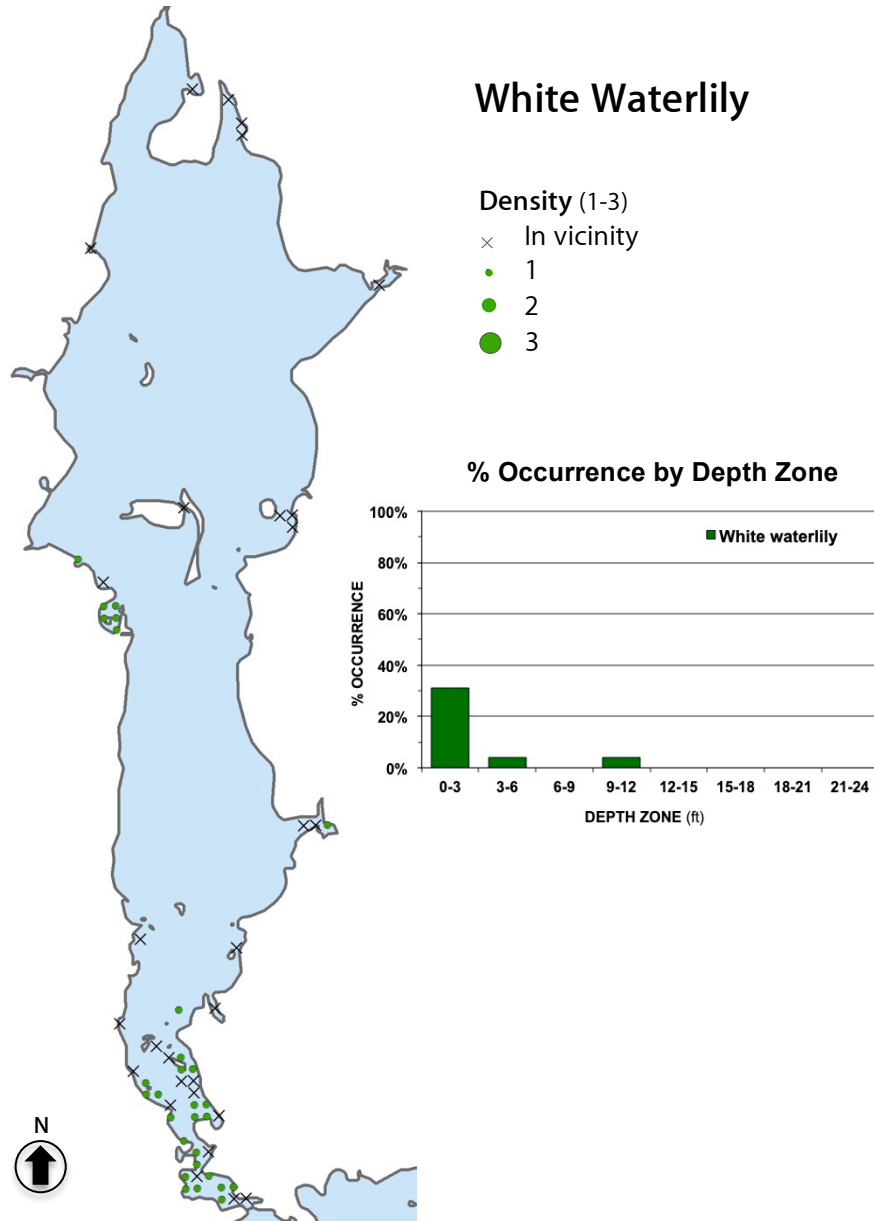 White Waterlily
Density (1-3)
In vicinity
1
2
3
% Occurrence by Depth Zone
100%
80%
60%
40%
20%
0%
% OCCURRENCE
White waterlily
0-3 3-6 6-9 9-12 12-15 15-18 18-21 21-24
DEPTH ZONE (ft)
N